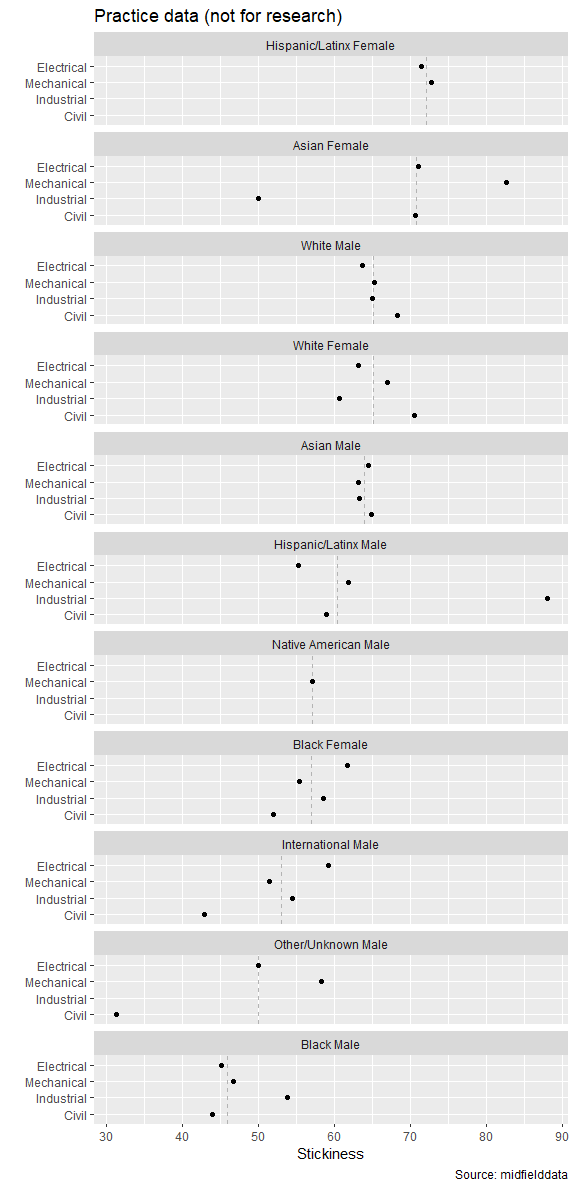 Practice data (not for research)
Hispanic/Latinx Female
Electrical
Mechanical
Industrial
Civil
Asian Female
Electrical
Mechanical
Industrial
Civil
White Male
Electrical
Mechanical
Industrial
Civil
White Female
Electrical
Mechanical
Industrial
Civil
Asian Male
Electrical
Mechanical
Industrial
Civil
Hispanic/Latinx Male
Electrical
Mechanical
Industrial
Civil
Native American Male
Electrical
Mechanical
Industrial
Civil
Black Female
Electrical
Mechanical
Industrial
Civil
International Male
Electrical
Mechanical
Industrial
Civil
Other/Unknown Male
Electrical
Mechanical
Industrial
Civil
Black Male
Electrical
Mechanical
Industrial
Civil
30 40 50 60 70 80 90
Stickiness
Source: midfielddata